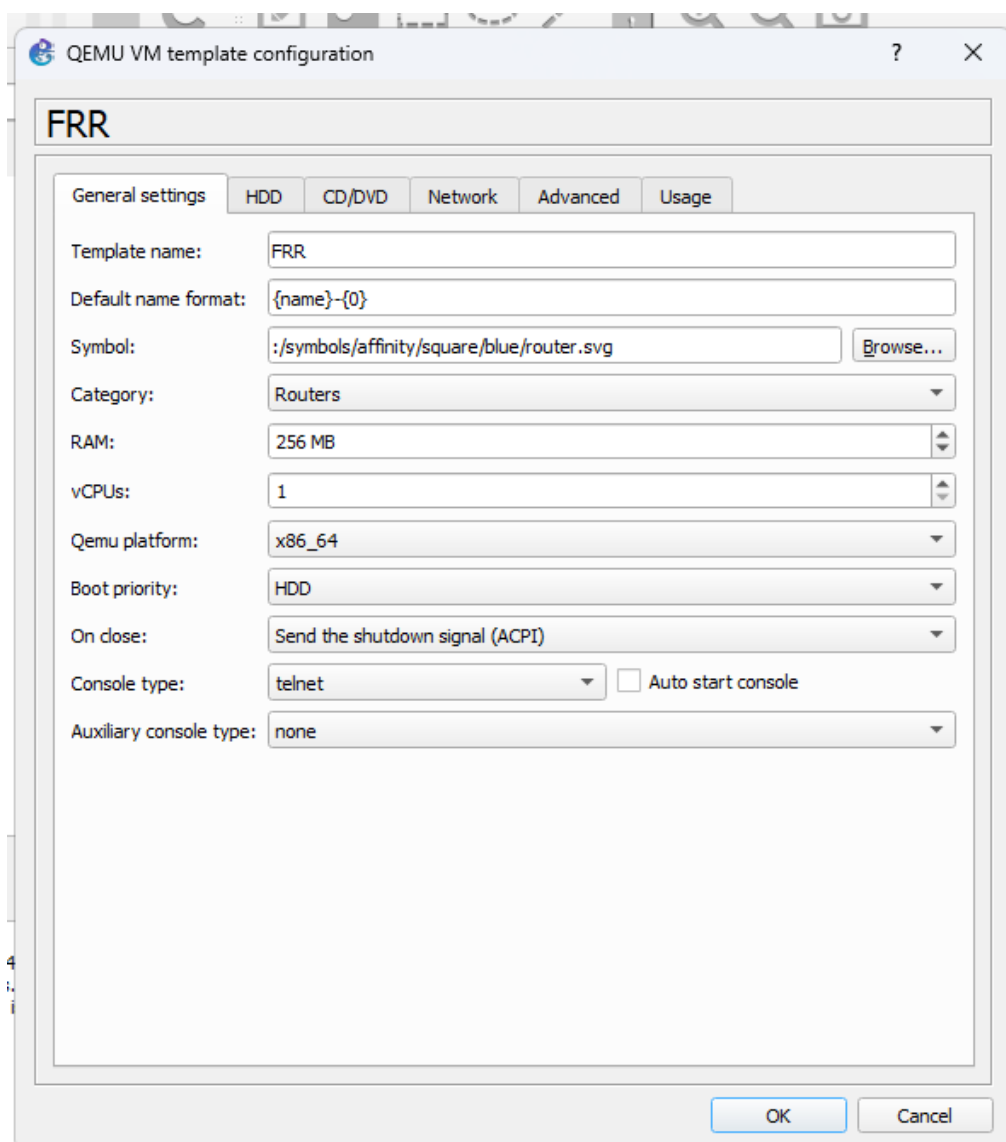 QEMU VM template configuration ?
FRR
General settings HDD CD/DVD Network Advanced Usage
Template name: FRR
Default name format: {name}-{0}
Symbol: :/symbols/affinity/square/blue/router.svg Browse...
Category: Routers
RAM: 256 MB
vCPUs: 1
Qemu platform: x86_64
Boot priority: HDD
On close: Send the shutdown signal (ACPI)
Console type: telnet Auto start console
Auxiliary console type: none
4
s.
i
OK Cancel